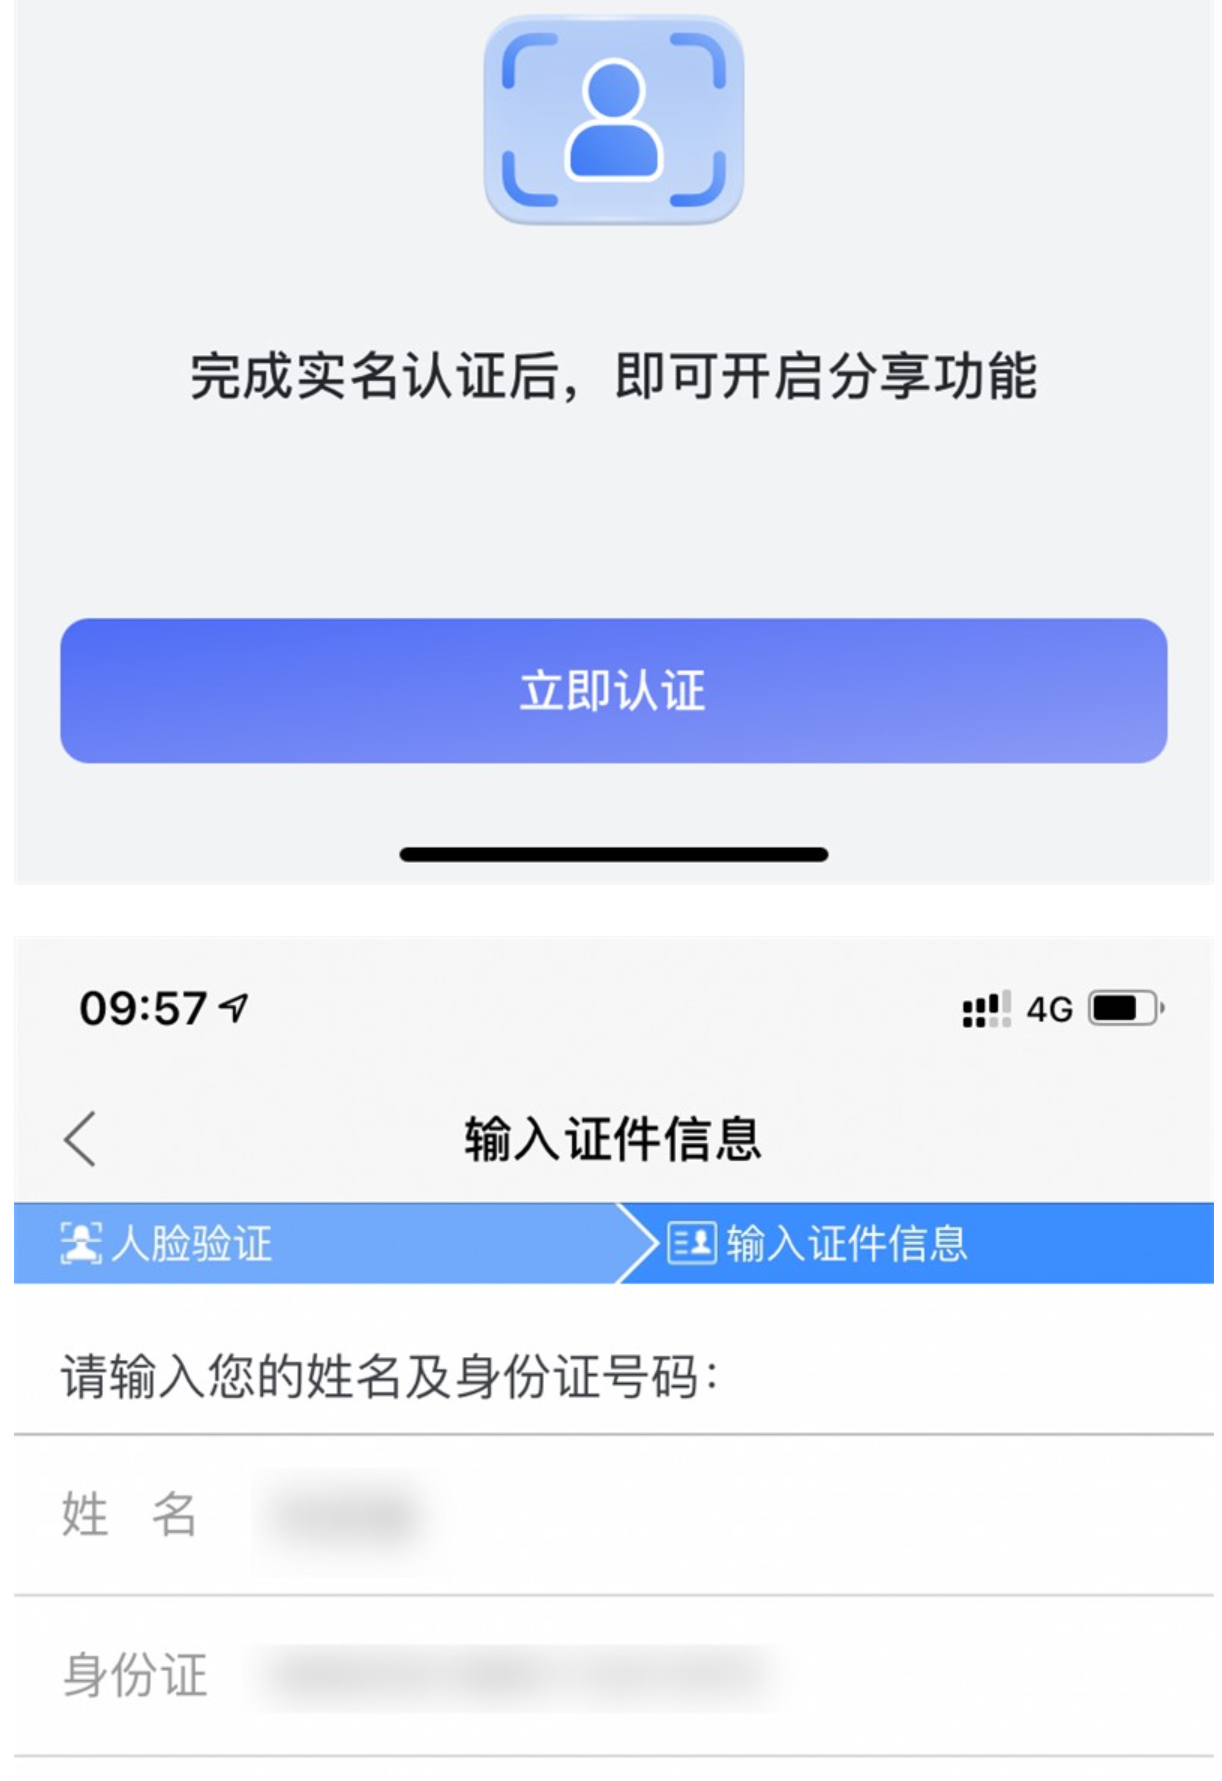 完成实名认证后，即可开启分享功能
立即认证
09:57
4G
输入证件信息
人脸验证
输入证件信息
请输入您的姓名及身份证号码：
姓 名
身份证